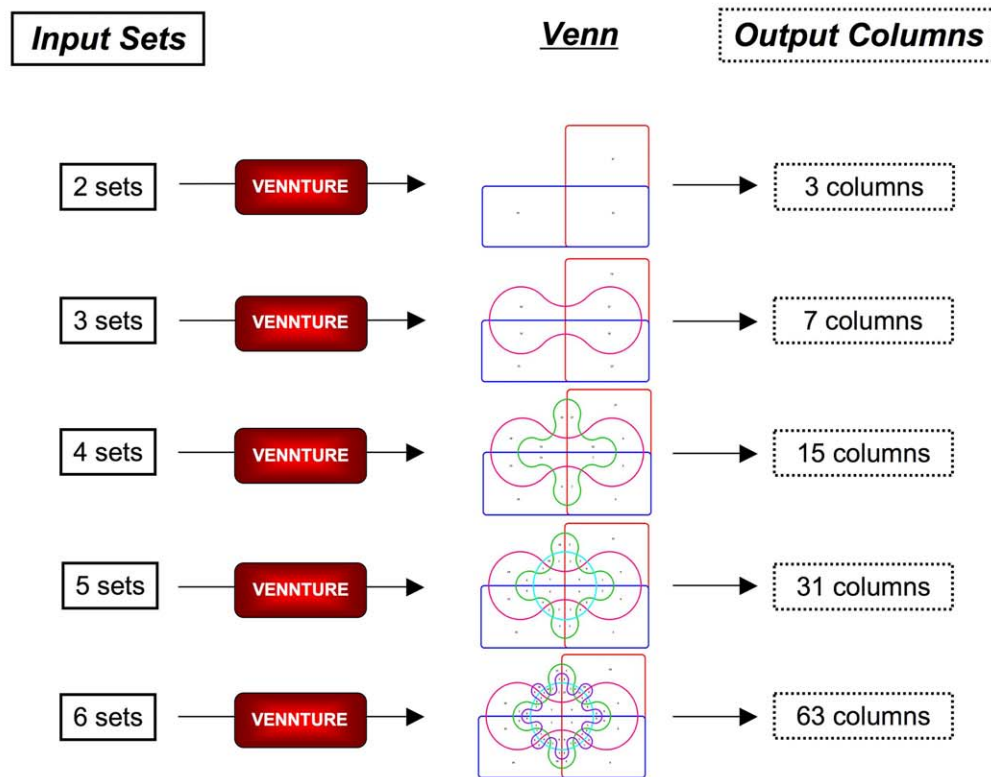 Input Sets
Venn
Output Columns
2 sets
VENNTURE
3 columns
3 sets
VENNTURE
7 columns
4 sets
VENNTURE
15 columns
5 sets
VENNTURE
31 columns
6 sets
VENNTURE
63 columns